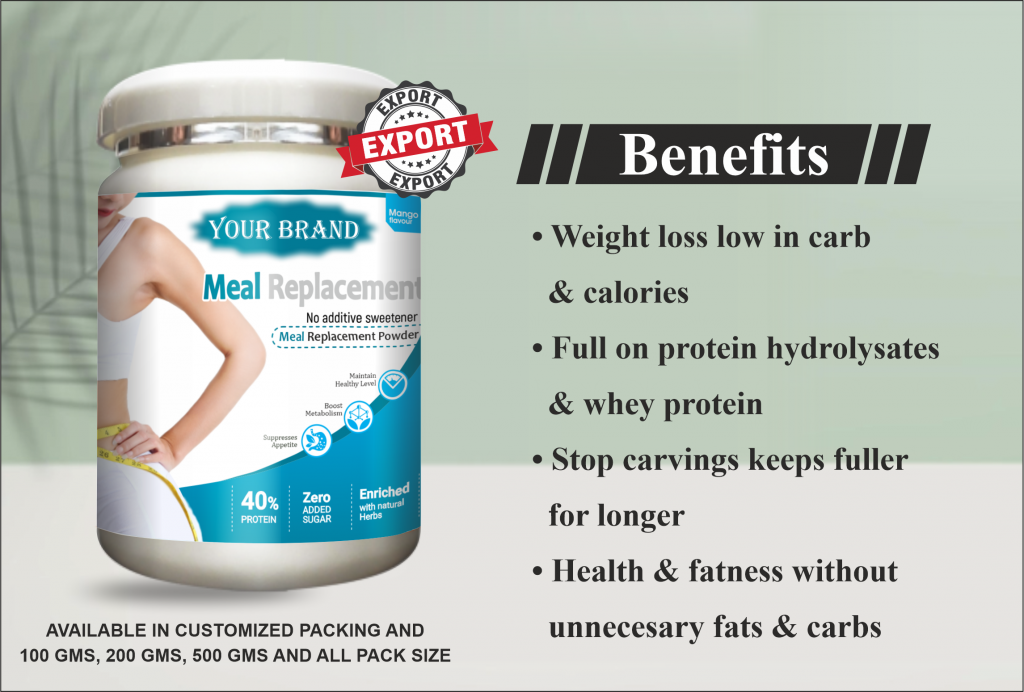 EXPORT
EXPORT
EXPORT
YOUR BRAND
Mango
flavour
Meal Replacement
No additive sweetener
Meal Replacement Powder
Maintain
Healthy Level
Boost
Metabolism
Suppresses
Appetite
40%
PROTEIN
Zero
ADDED
SUGAR
Enriched
with natural
Herbs
AVAILABLE IN CUSTOMIZED PACKING AND
100 GMS, 200 GMS, 500 GMS AND ALL PACK SIZE
Benefits
• Weight loss low in carb
& calories
• Full on protein hydrolysates
& whey protein
• Stop carvings keeps fuller
for longer
• Health & fatness without
unnecesary fats & carbs